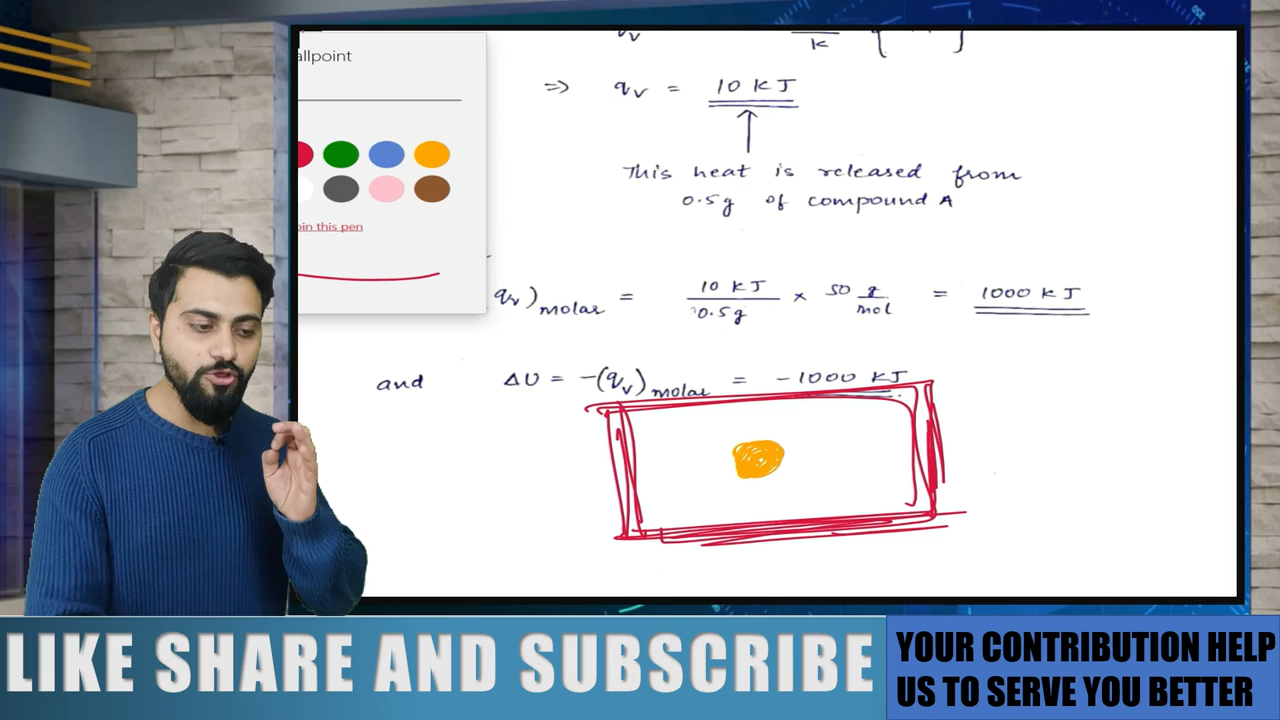 allpoint
⇒ qᵥ = 10 kJ
This heat is released from
0.5g of compound A
oin this pen
qᵥ)molar = 10 kJ / 0.5g × 50 g/mol = 1000 kJ
and ΔU = -(qᵥ)molar = -1000 kJ
LIKE SHARE AND SUBSCRIBE
YOUR CONTRIBUTION HELP
US TO SERVE YOU BETTER